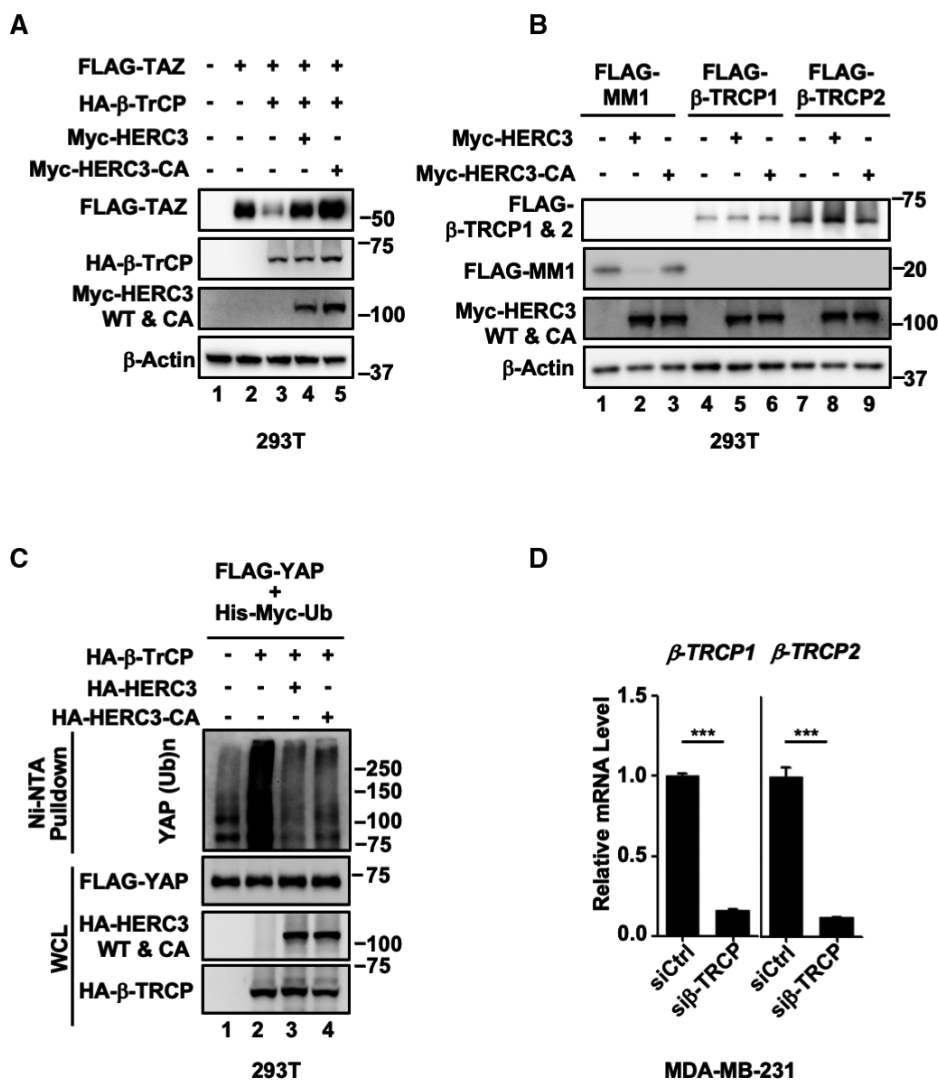 A
FLAG-TAZ - + + + +
HA-β-TrCP - - + + +
Myc-HERC3 - - - + -
Myc-HERC3-CA - - - - +
FLAG-TAZ
–50
–75
HA-β-TrCP
Myc-HERC3
WT & CA
–100
β-Actin
–37
1 2 3 4 5
293T
B
FLAG- FLAG- FLAG-
MM1 β-TRCP1 β-TRCP2
Myc-HERC3 - + - - + - - + -
Myc-HERC3-CA - - + - - + - - +
–75
FLAG-
β-TRCP1 & 2
FLAG-MM1 –20
Myc-HERC3
WT & CA
–100
β-Actin
–37
1 2 3 4 5 6 7 8 9
293T
C
FLAG-YAP
+
His-Myc-Ub
HA-β-TrCP - + + +
HA-HERC3 - - + -
HA-HERC3-CA - - - +
Ni-NTA
Pulldown
YAP (Ub)n
–250
–150
–100
–75
WCL
FLAG-YAP
–75
HA-HERC3
WT & CA
–100
–75
HA-β-TRCP
1 2 3 4
293T
D
β-TRCP1 β-TRCP2
Relative mRNA Level
1.5
1.0
0.5
0.0
*** ***
siCtrl
siβ-TRCP
siCtrl
siβ-TRCP
MDA-MB-231